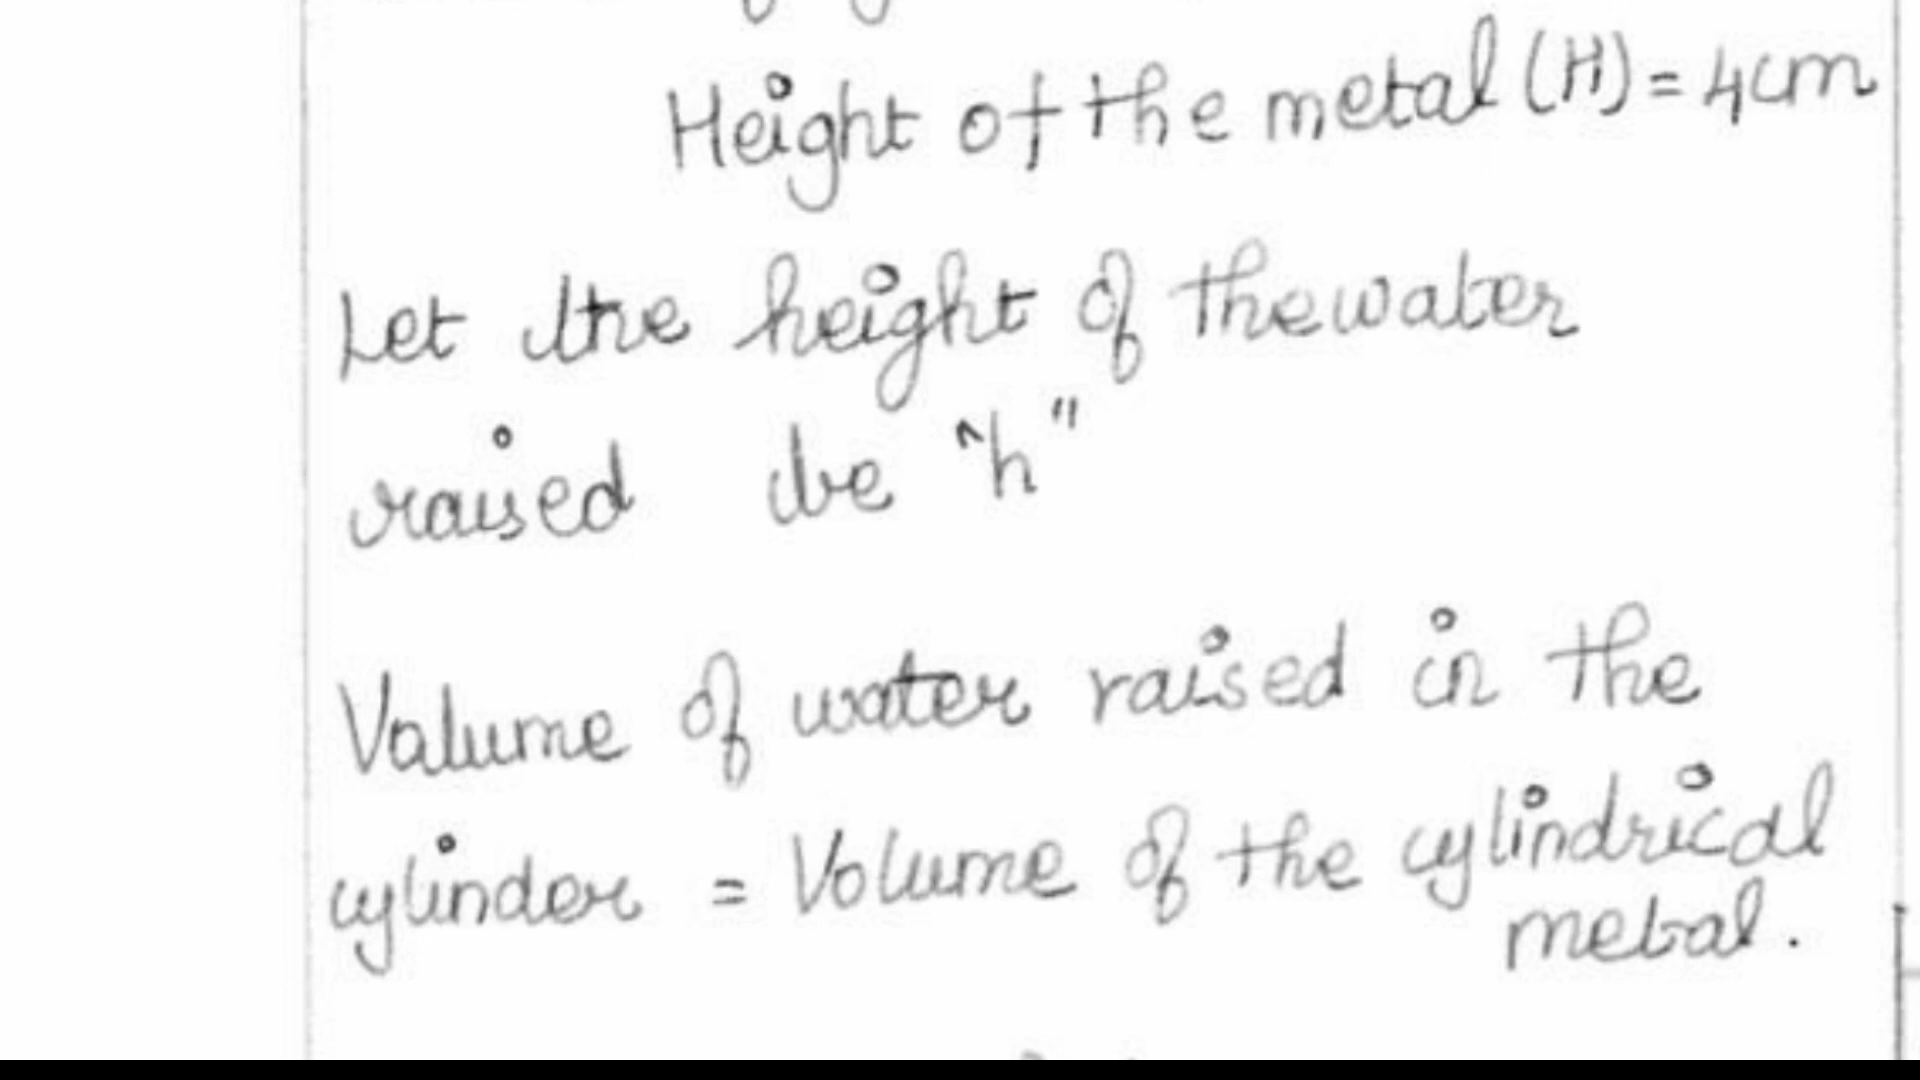 Height of the metal (H) = 4cm
Let the height of the water
raised be "h"
Valume of water raised in the
cylinder = Volume of the cylindrical
metal.